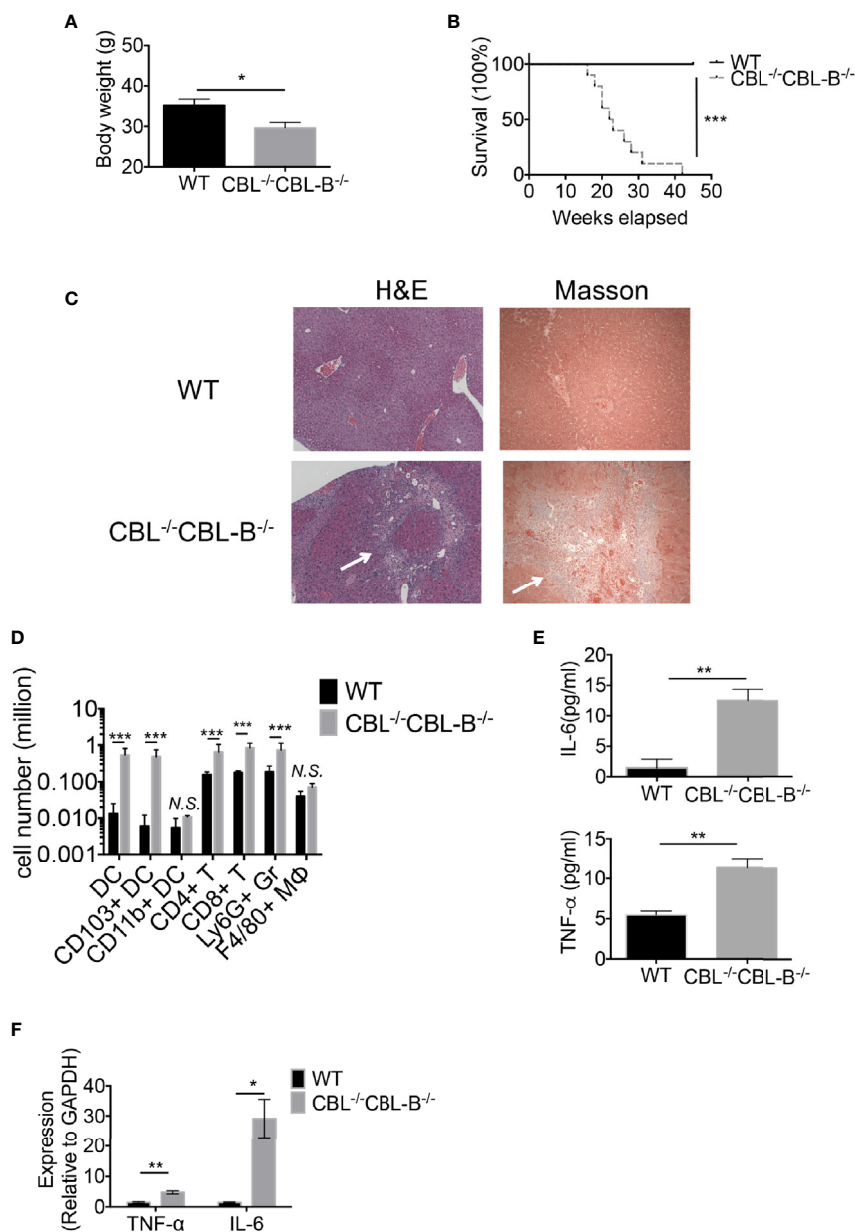 A
Body weight (g)
50
40
30
20
*
WT
CBL-/-CBL-B-/-
B
Survival (100%)
100
50
0
0 10 20 30 40 50
Weeks elapsed
WT
CBL-/-CBL-B-/-
***
C
H&E
Masson
WT
CBL-/-CBL-B-/-
D
WT
CBL-/-CBL-B-/-
cell number (million)
10
1
0.100
0.010
0.001
***
***
N.S.
***
***
***
N.S.
DC
CD103+ DC
CD11b+ DC
CD4+ T
CD8+ T
Ly6G+ Gr
F4/80+ MΦ
E
IL-6(pg/ml)
20
15
10
5
0
**
WT
CBL-/-CBL-B-/-
TNF-α (pg/ml)
15
10
5
0
**
WT
CBL-/-CBL-B-/-
F
Expression
(Relative to GAPDH)
40
30
20
10
0
**
*
TNF-α
IL-6
WT
CBL-/-CBL-B-/-